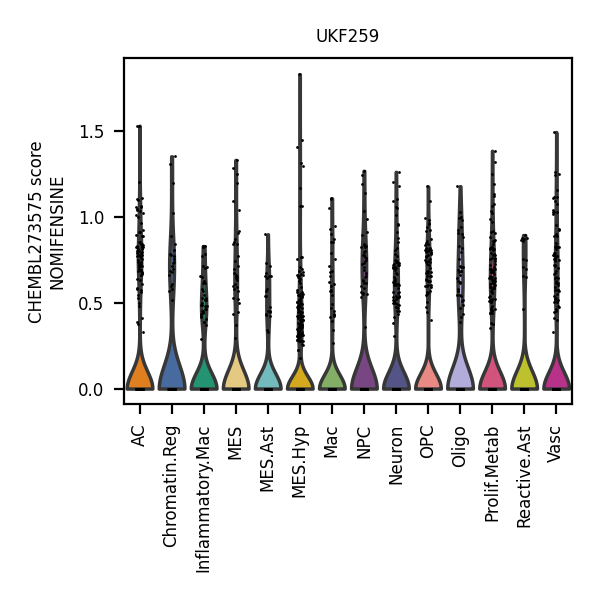 UKF259
CHEMBL273575 score
NOMIFENSINE
1.5
1.0
0.5
0.0
AC
Chromatin.Reg
Inflammatory.Mac
MES
MES.Ast
MES.Hyp
Mac
NPC
Neuron
OPC
Oligo
Prolif.Metab
Reactive.Ast
Vasc